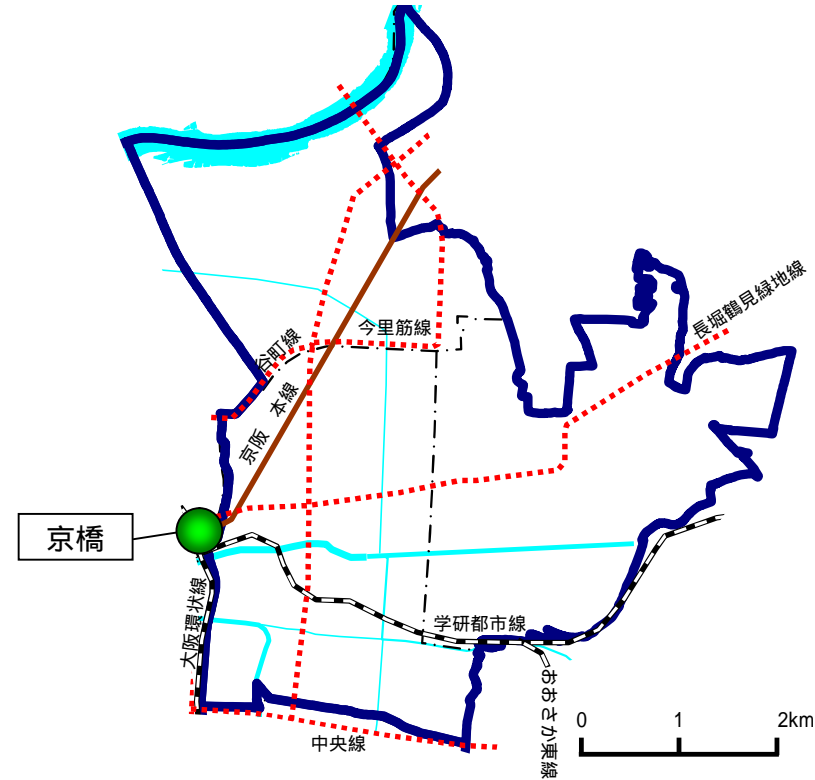 長堀鶴見緑地線
今里筋線
谷町線
京阪 本線
京橋
大阪環状線
学研都市線
おおさか東線
中央線
0 1 2km